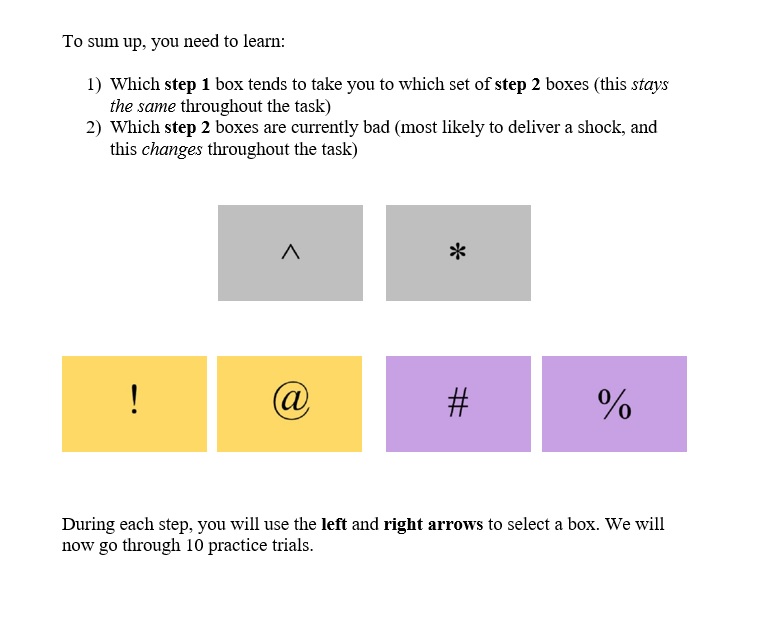 To sum up, you need to learn:
1) Which step 1 box tends to take you to which set of step 2 boxes (this stays
the same throughout the task)
2) Which step 2 boxes are currently bad (most likely to deliver a shock, and
this changes throughout the task)
^ *
! @ # %
During each step, you will use the left and right arrows to select a box. We will
now go through 10 practice trials.